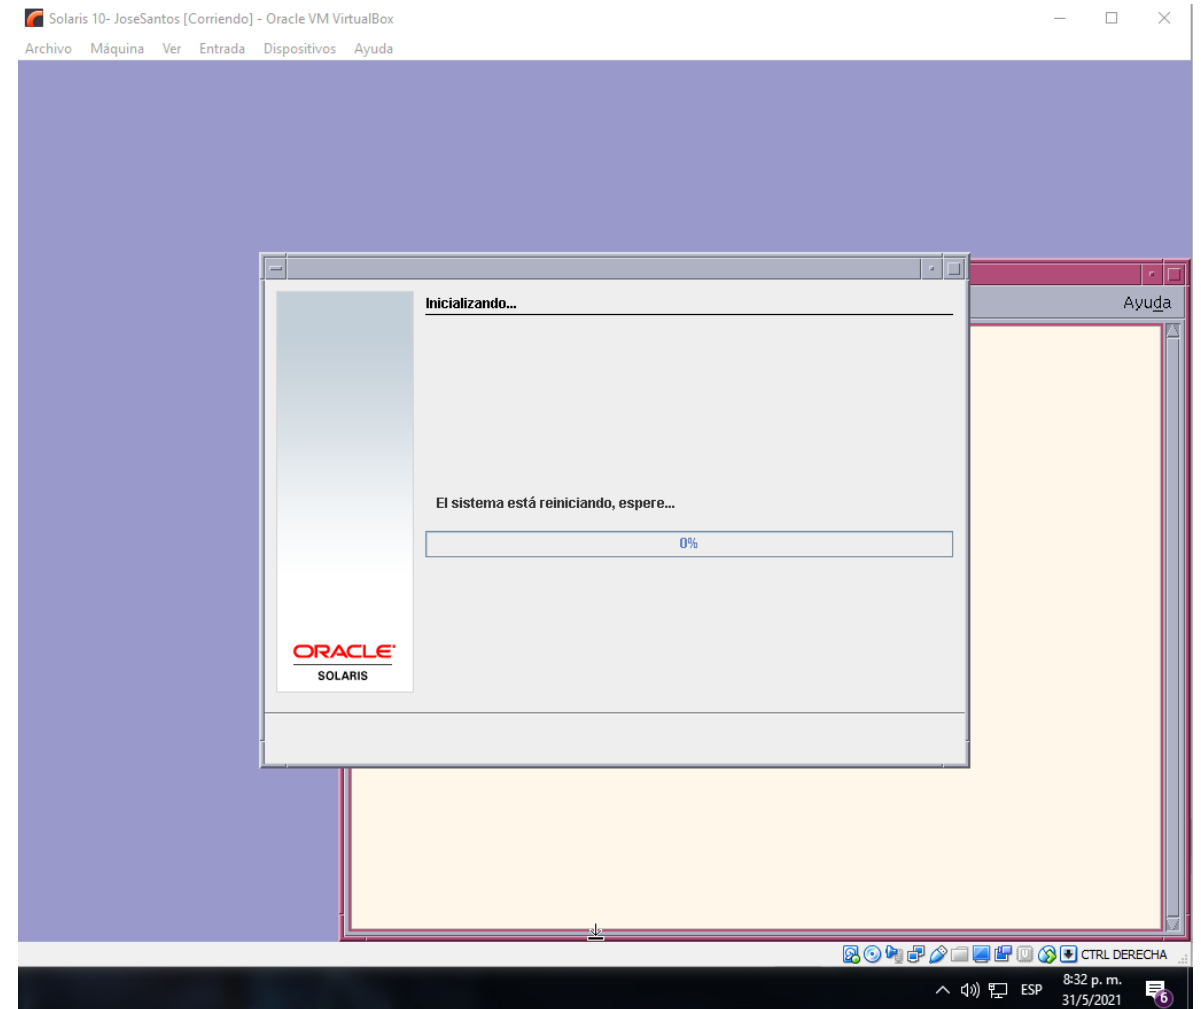 Solaris 10- JoseSantos [Corriendo] - Oracle VM VirtualBox
Archivo Máquina Ver Entrada Dispositivos Ayuda
Inicializando...
Ayuda
El sistema está reiniciando, espere...
0%
ORACLE
SOLARIS
CTRL DERECHA
ESP
8:32 p. m.
31/5/2021
6